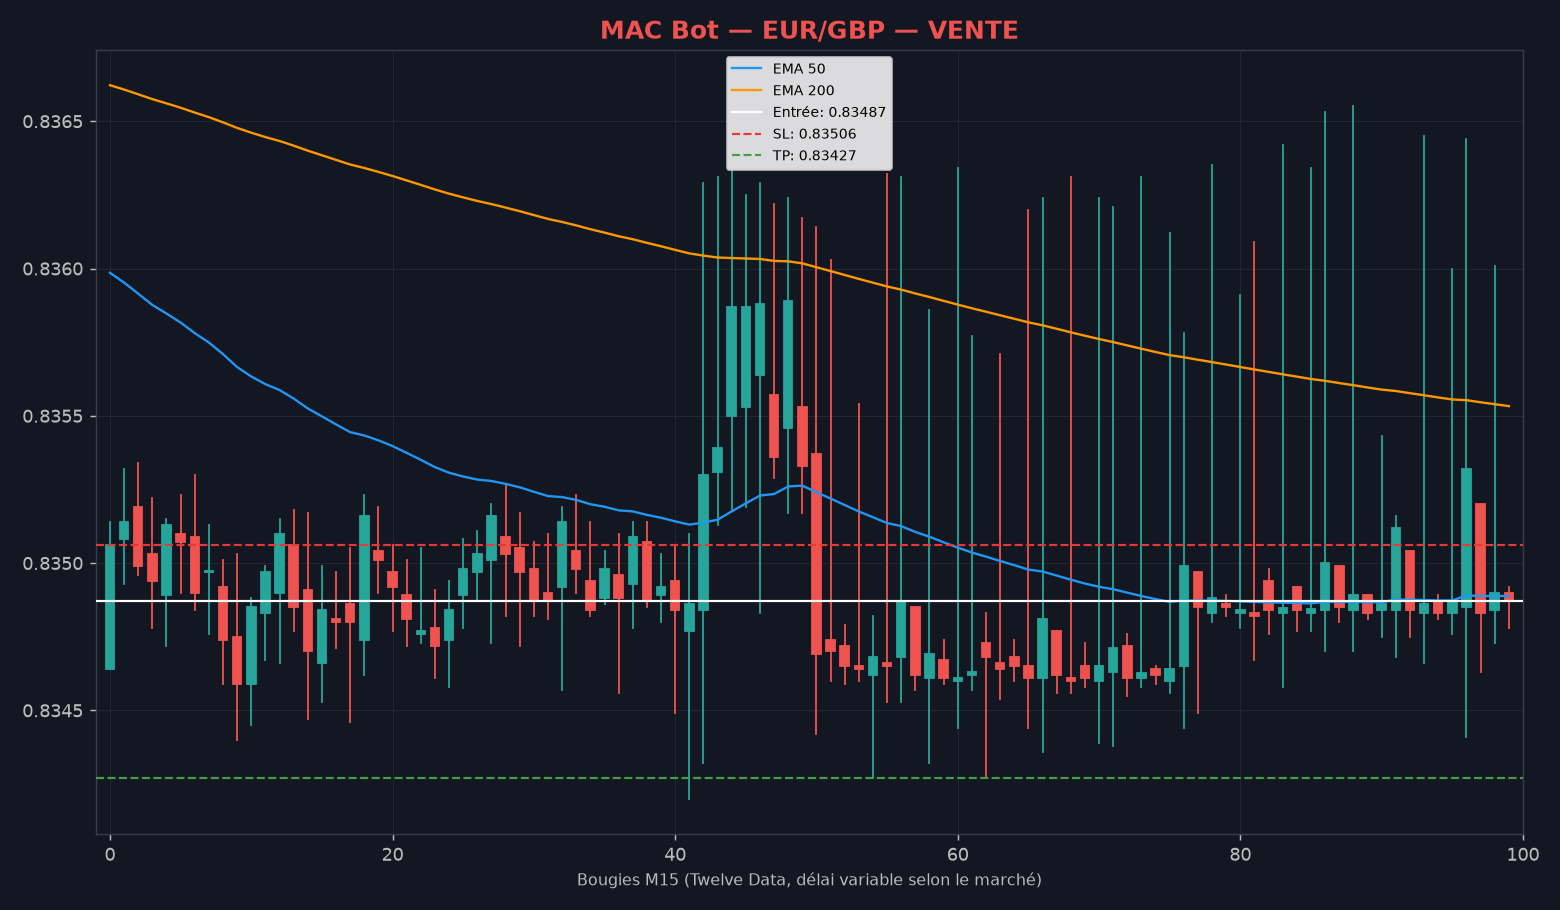 MAC Bot — EUR/GBP — VENTE
EMA 50
EMA 200
Entrée: 0.83487
SL: 0.83506
TP: 0.83427
0.8365
0.8360
0.8355
0.8350
0.8345
0 20 40 60 80 100
Bougies M15 (Twelve Data, délai variable selon le marché)